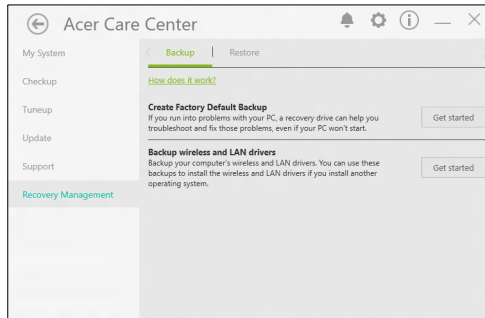 Acer Care Center
My System
Checkup
Tuneup
Update
Support
Recovery Management
Backup
Restore
How does it work?
Create Factory Default Backup
If you run into problems with your PC, a recovery drive can help you
troubleshoot and fix those problems, even if your PC won't start.
Get started
Backup wireless and LAN drivers
Backup your computer's wireless and LAN drivers. You can use these
backups to install the wireless and LAN drivers if you install another
operating system.
Get started